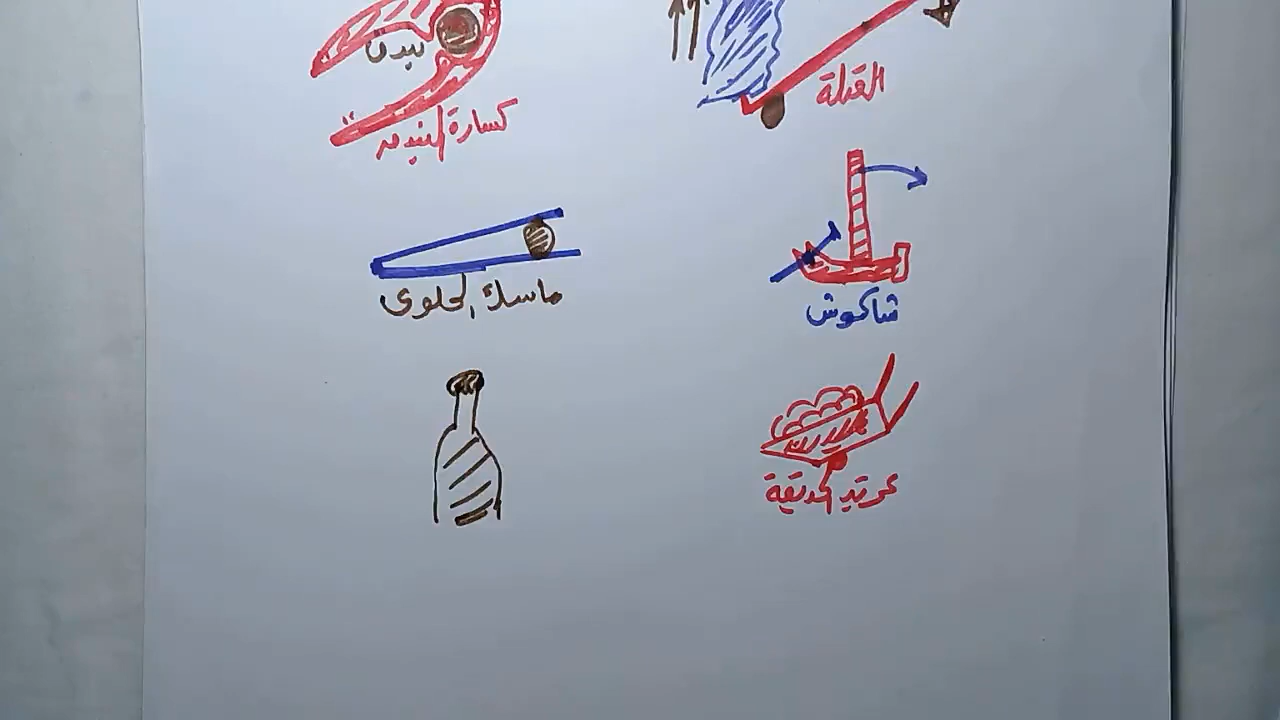 بندق
كسارة البندق
العتلة
ماسك الحلوى
شاكوش
عربة الحديقة